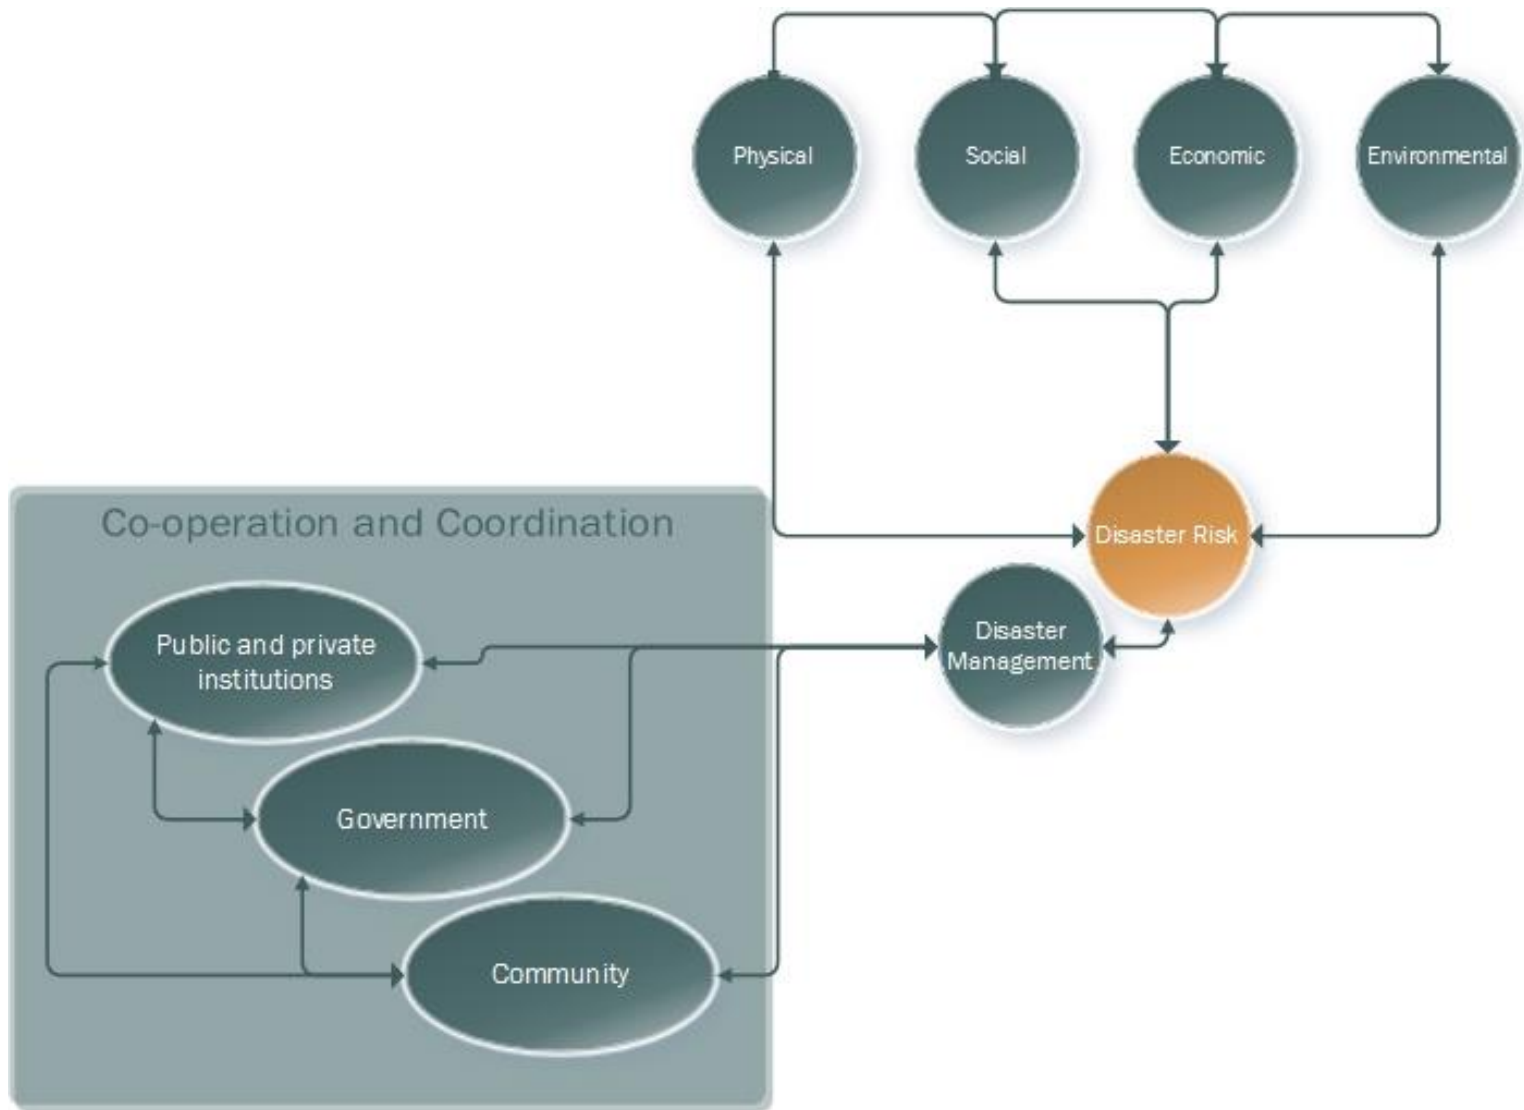 Physical
Social
Economic
Environmental
Co-operation and Coordination
Disaster Risk
Public and private
institutions
Disaster
Management
Government
Community